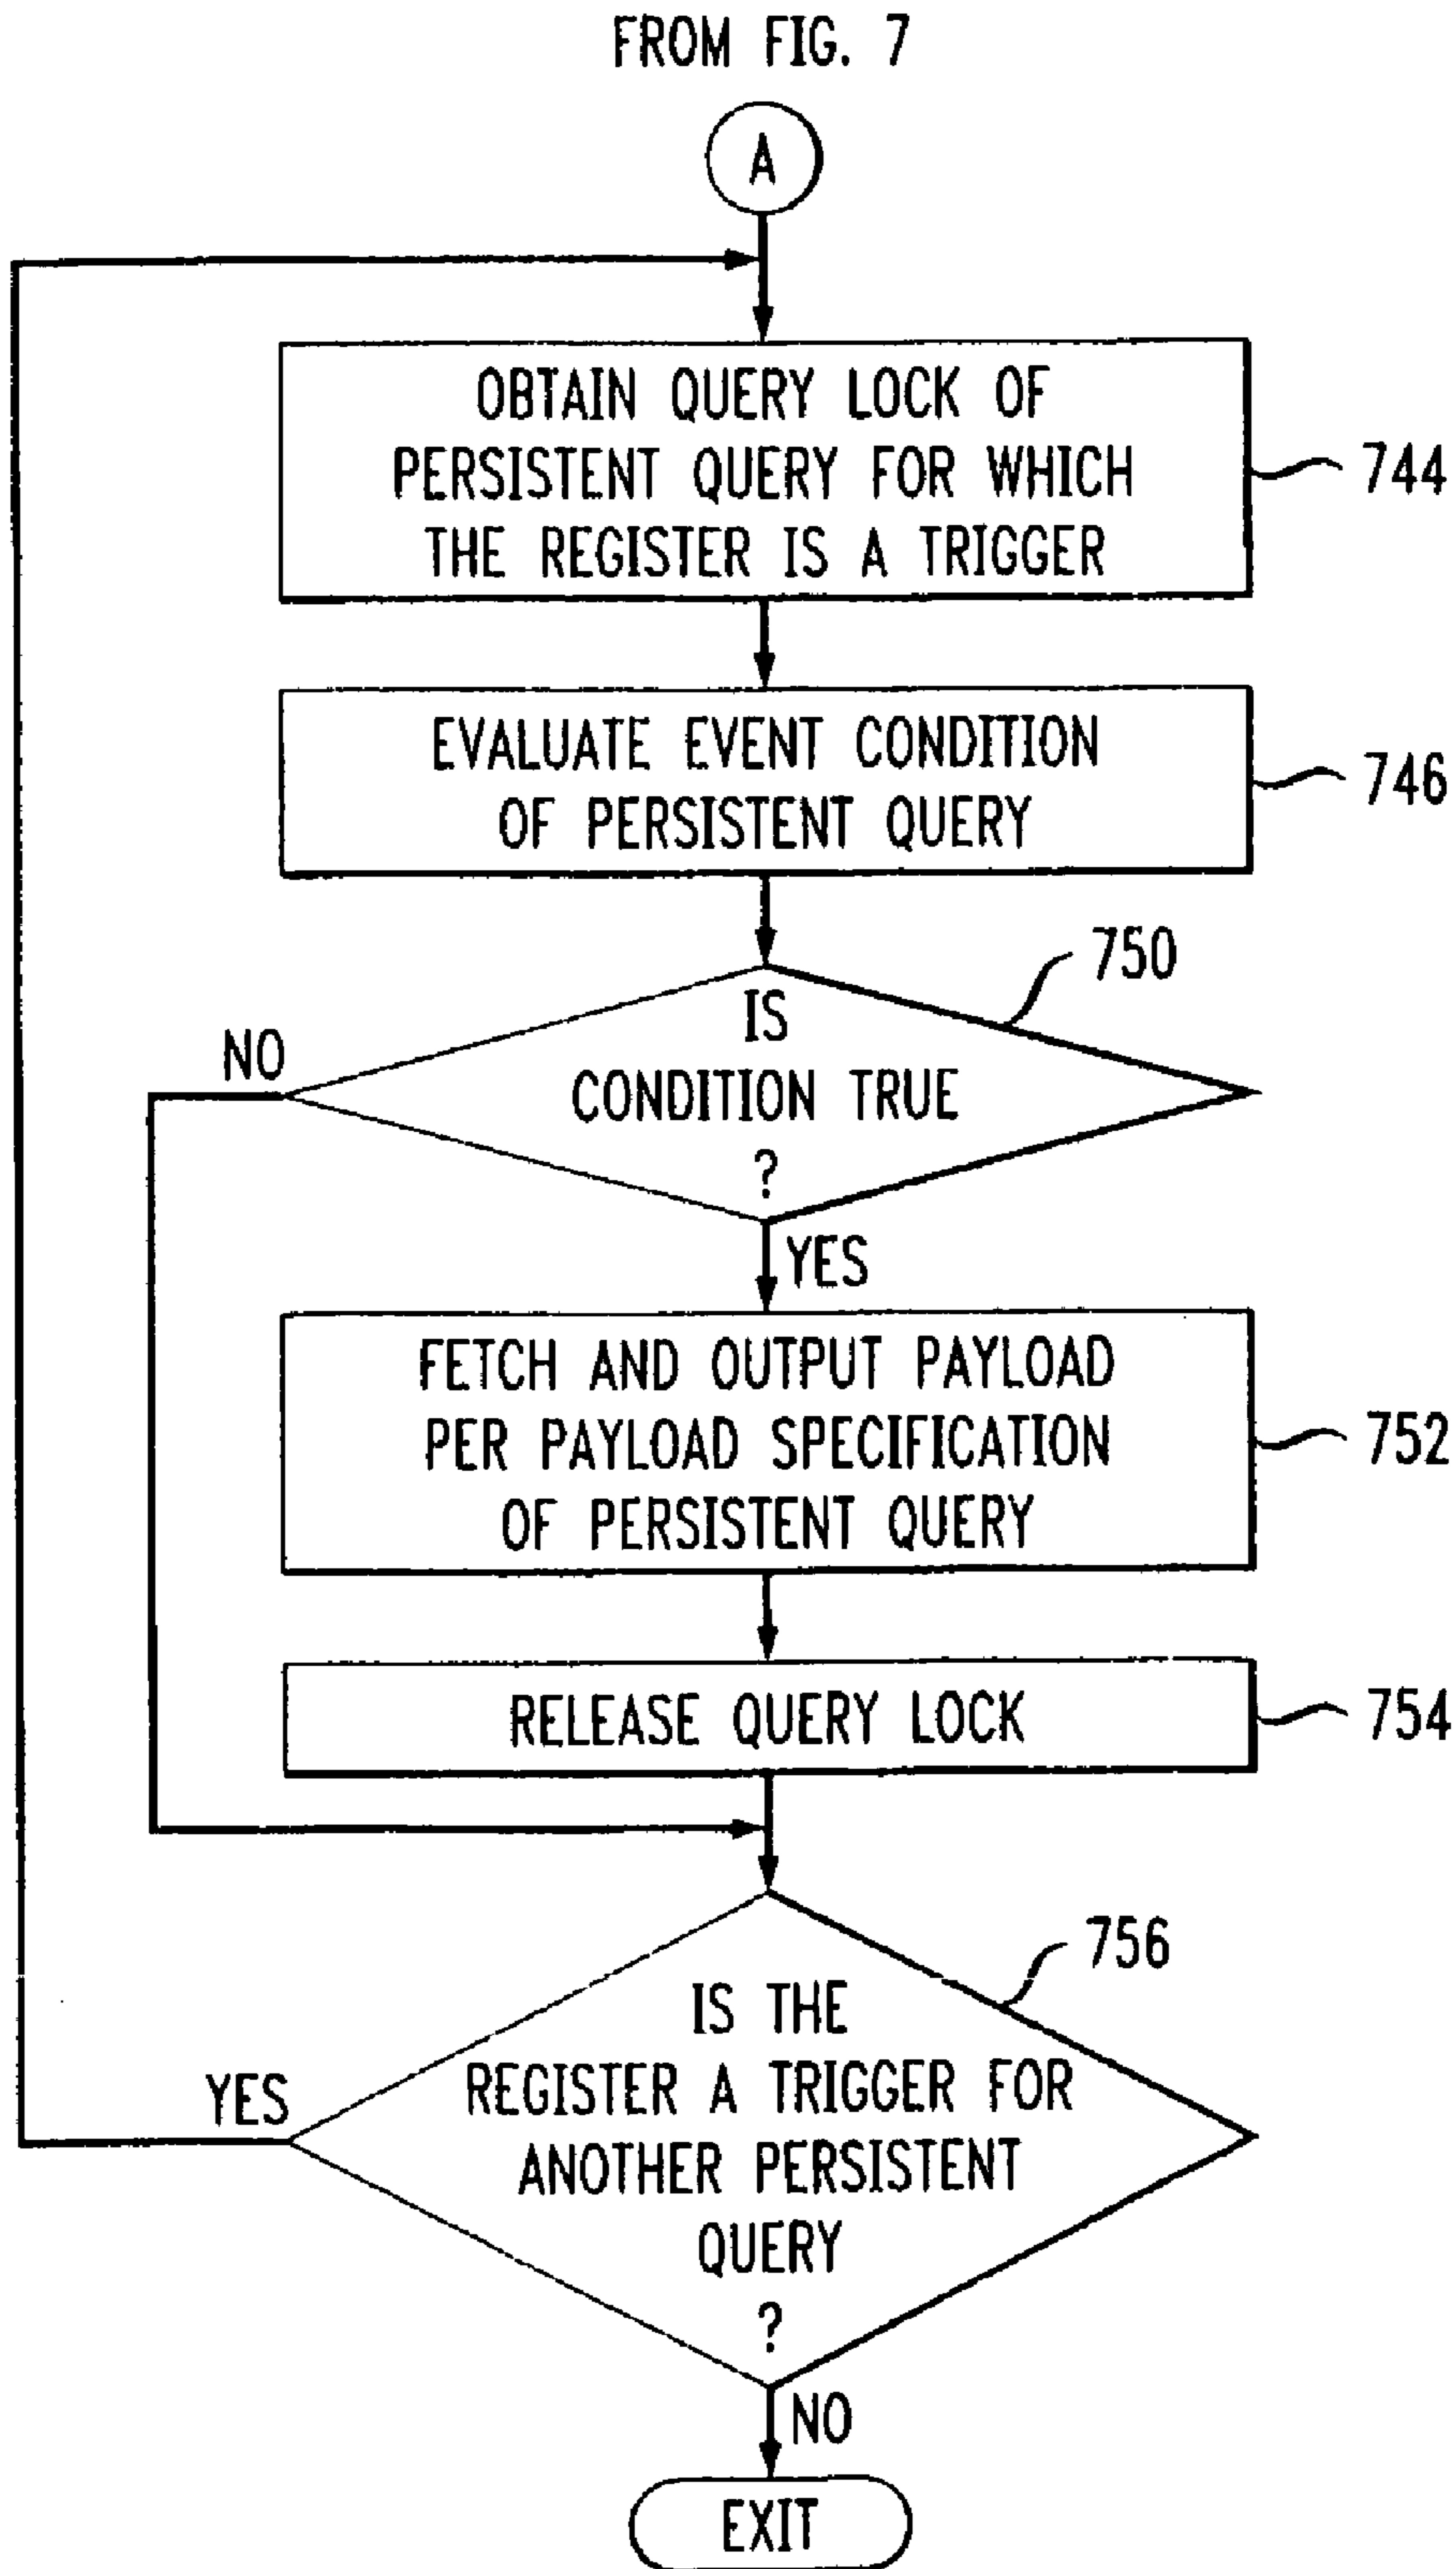 FROM FIG. 7
A
OBTAIN QUERY LOCK OF
PERSISTENT QUERY FOR WHICH
THE REGISTER IS A TRIGGER
744
EVALUATE EVENT CONDITION
OF PERSISTENT QUERY
746
750
IS
CONDITION TRUE
?
NO
YES
FETCH AND OUTPUT PAYLOAD
PER PAYLOAD SPECIFICATION
OF PERSISTENT QUERY
752
RELEASE QUERY LOCK
754
756
IS THE
REGISTER A TRIGGER FOR
ANOTHER PERSISTENT
QUERY
?
YES
NO
EXIT